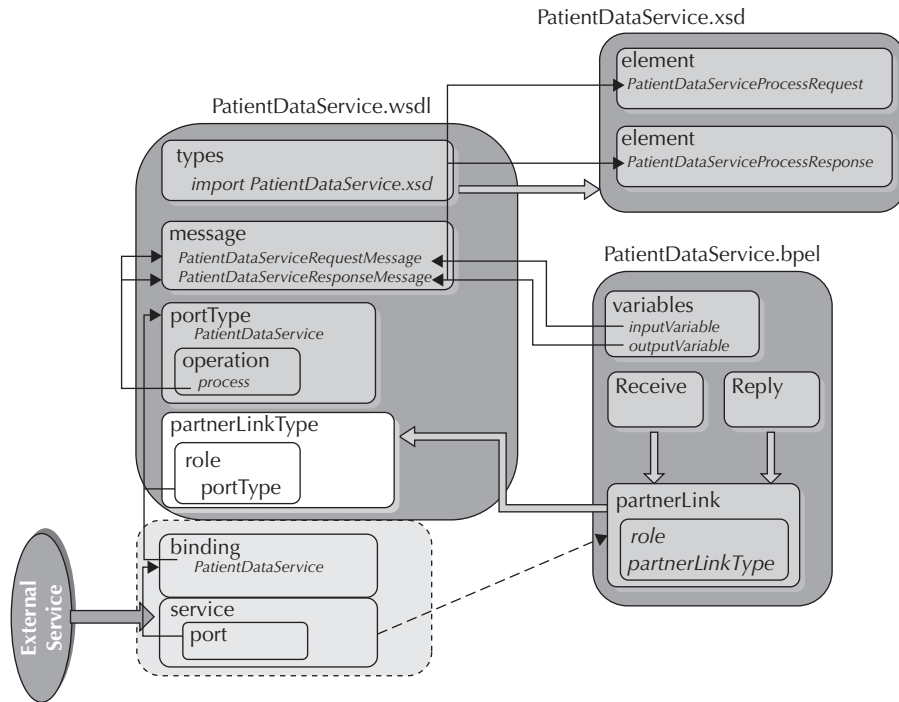 PatientDataService.xsd
element
PatientDataServiceProcessRequest
element
PatientDataServiceProcessResponse
PatientDataService.wsdl
types
import PatientDataService.xsd
message
PatientDataServiceRequestMessage
PatientDataServiceResponseMessage
portType
PatientDataService
operation
process
partnerLinkType
role
portType
binding
PatientDataService
service
port
External
Service
PatientDataService.bpel
variables
inputVariable
outputVariable
Receive
Reply
partnerLink
role
partnerLinkType